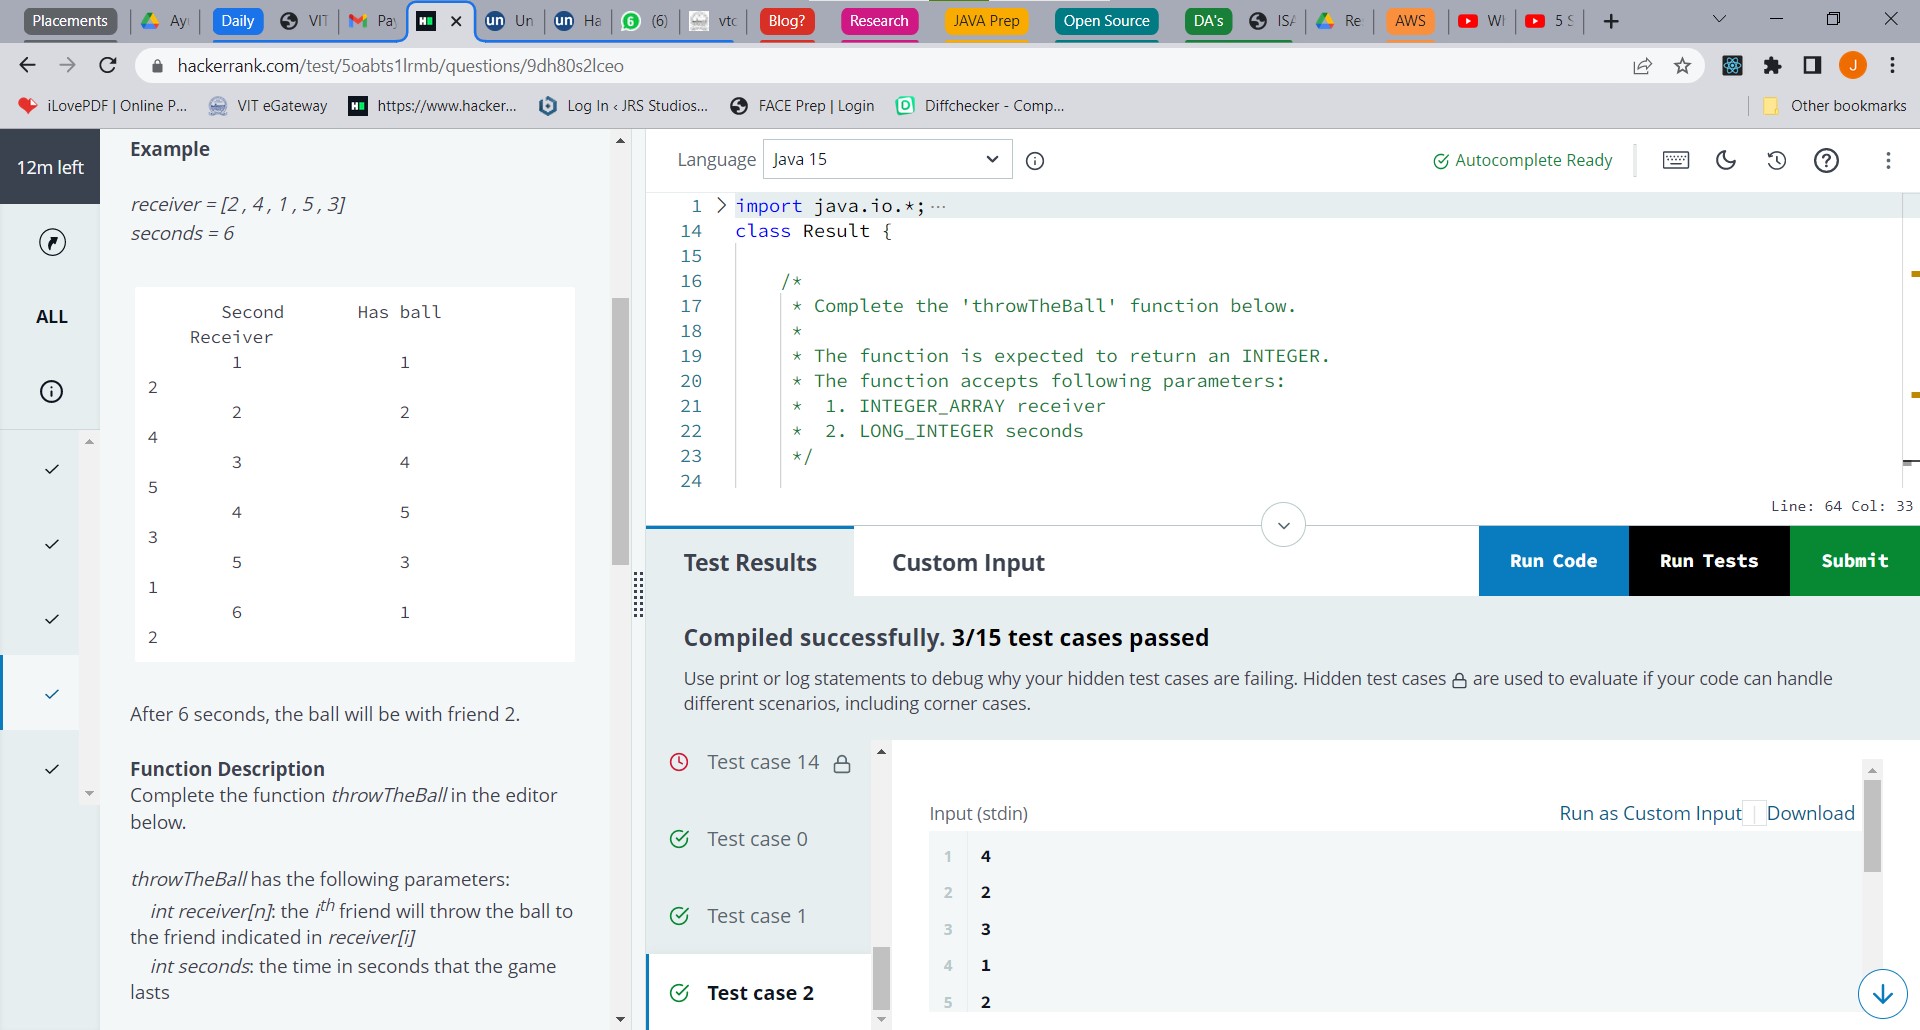 Placements
Ay
Daily
VIT
Pay
un
Un
un
Ha
6
(6)
vtc
Blog?
Research
JAVA Prep
Open Source
DA's
ISA
Re
AWS
5 S
hackerrank.com/test/5oabts1lrmb/questions/9dh80s2lceo
J
iLovePDF | Online P...
VIT eGateway
https://www.hacker...
Log In ‹ JRS Studios...
FACE Prep | Login
Diffchecker - Comp...
Other bookmarks
12m left
ALL
Example
receiver = [2 , 4 , 1 , 5 , 3]
seconds = 6
Second Has ball
Receiver
1 1
2
2 2
4
3 4
5
4 5
3
5 3
1
6 1
2
After 6 seconds, the ball will be with friend 2.
Function Description
Complete the function throwTheBall in the editor
below.
throwTheBall has the following parameters:
int receiver[n]: the ith friend will throw the ball to
the friend indicated in receiver[i]
int seconds: the time in seconds that the game
lasts
Language
Java 15
Autocomplete Ready
1 import java.io.*; ...
14 class Result {
15
16 /*
17 * Complete the 'throwTheBall' function below.
18 *
19 * The function is expected to return an INTEGER.
20 * The function accepts following parameters:
21 * 1. INTEGER_ARRAY receiver
22 * 2. LONG_INTEGER seconds
23 */
24
Line: 64 Col: 33
Test Results
Custom Input
Run Code
Run Tests
Submit
Compiled successfully. 3/15 test cases passed
Use print or log statements to debug why your hidden test cases are failing. Hidden test cases are used to evaluate if your code can handle
different scenarios, including corner cases.
Test case 14
Test case 0
Test case 1
Test case 2
Input (stdin)
Run as Custom Input
Download
1 4
2 2
3 3
4 1
5 2